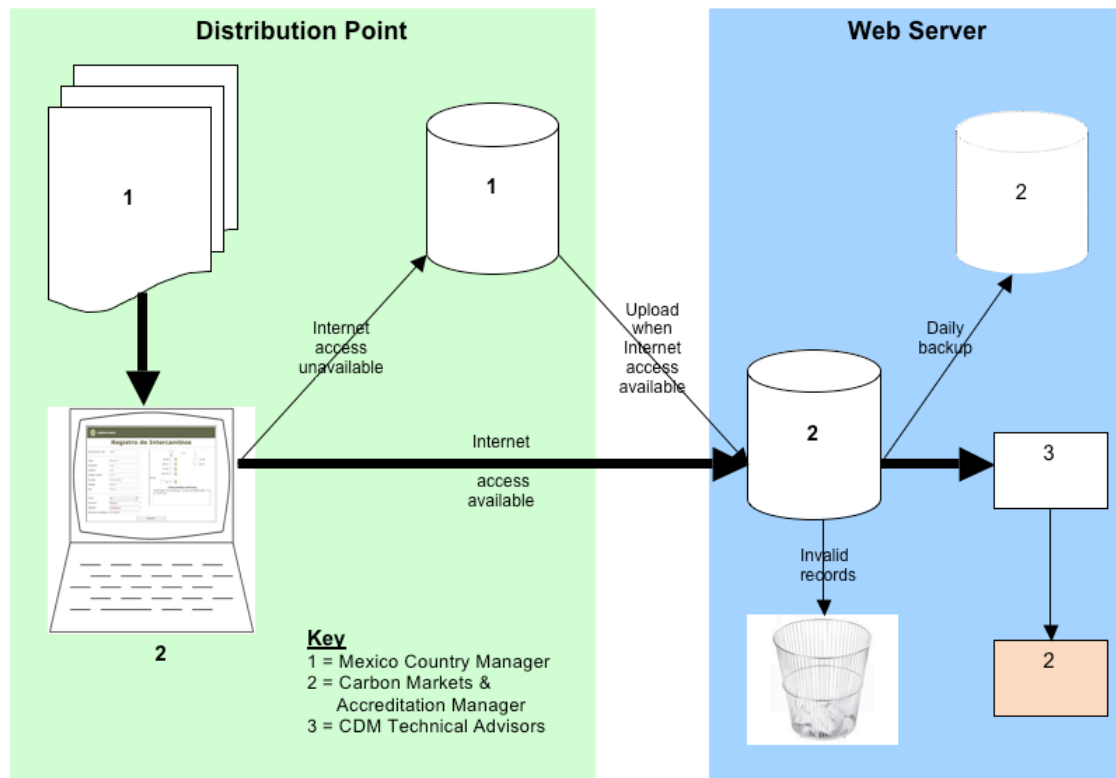 Distribution Point
Web Server
1
1
2
Internet
access
unavailable
Upload
when
Internet
access
available
Daily
backup
Registro de Intercambios
Internet
access
available
2
3
Invalid
records
2
2
Key
1 = Mexico Country Manager
2 = Carbon Markets &
Accreditation Manager
3 = CDM Technical Advisors